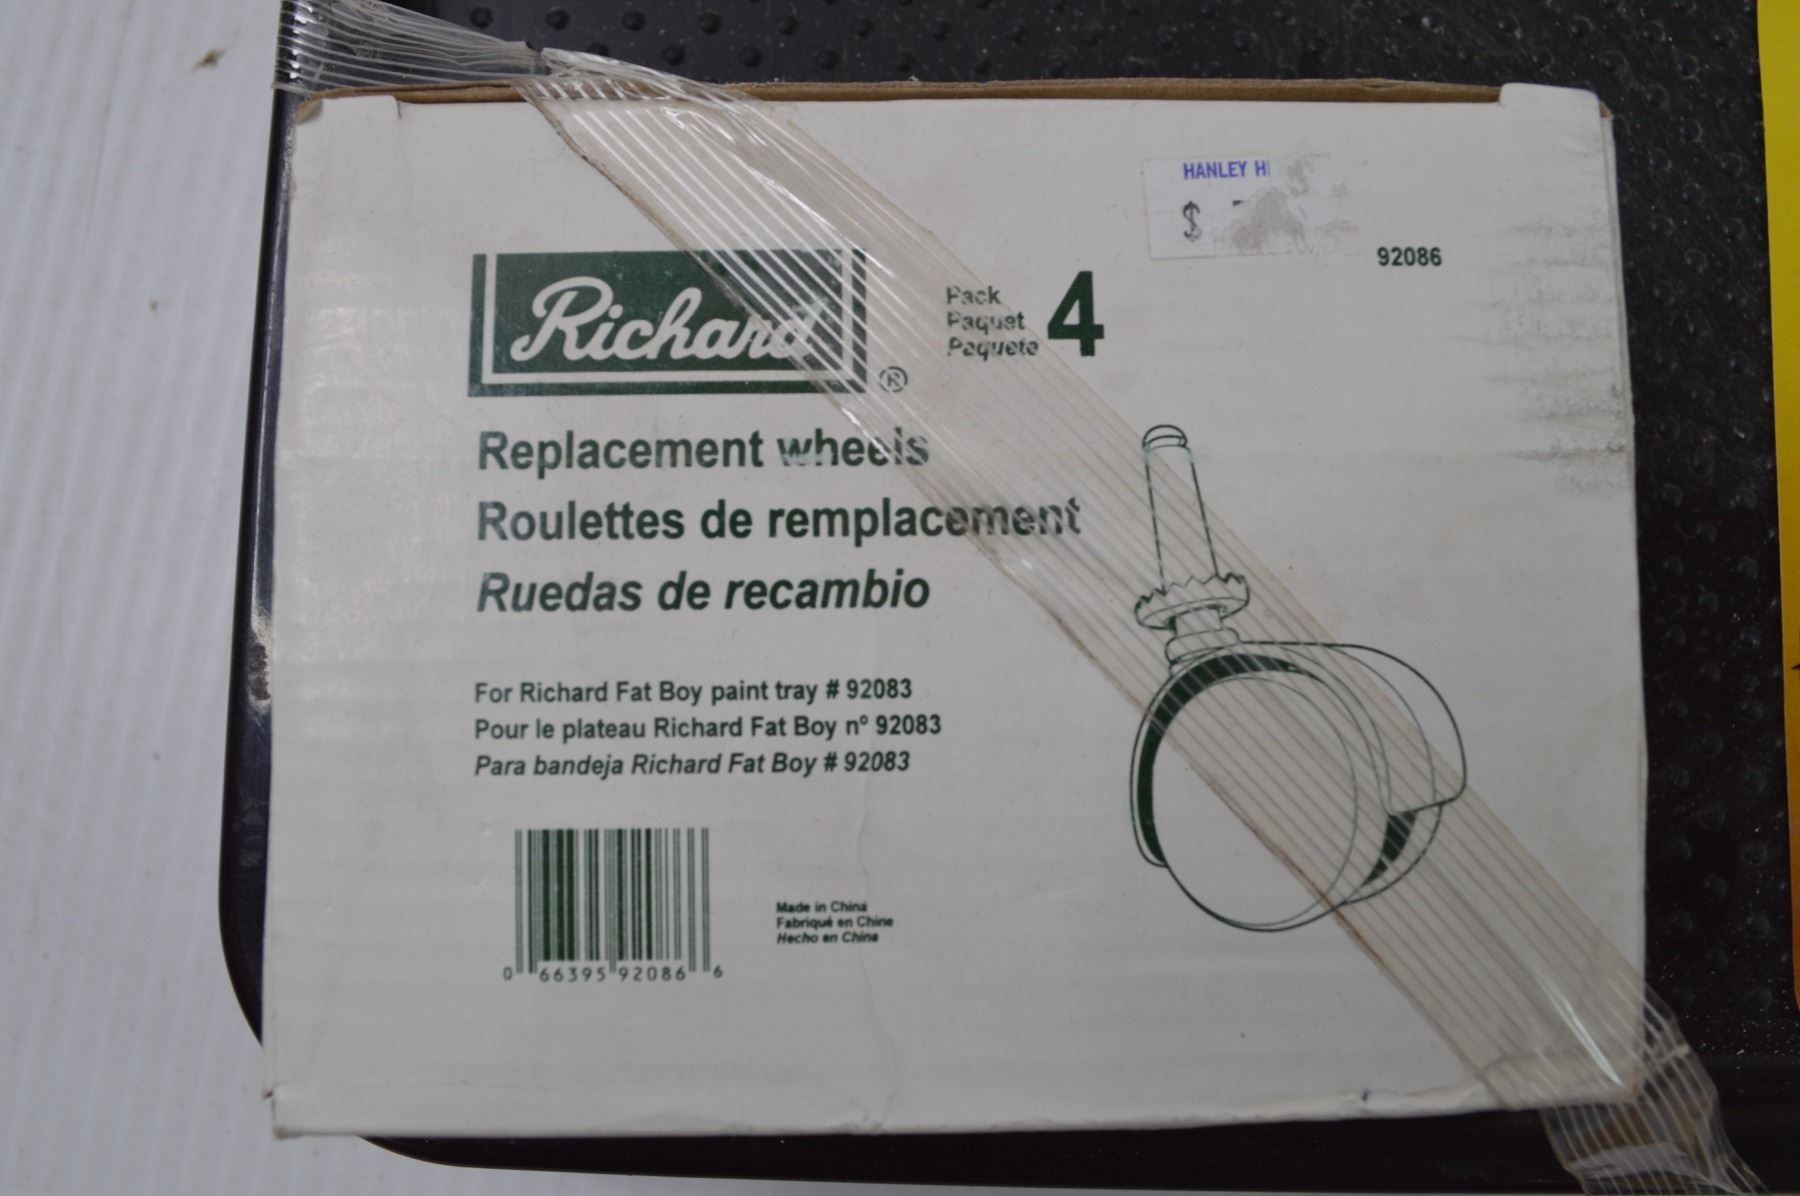 HANLEY
$
92086
Richard®
Pack
Paquet
Paquete
4
Replacement wheels
Roulettes de remplacement
Ruedas de recambio
For Richard Fat Boy paint tray # 92083
Pour le plateau Richard Fat Boy nº 92083
Para bandeja Richard Fat Boy # 92083
Made in China
Fabriqué en Chine
Hecho en China
0 66395 92086 6